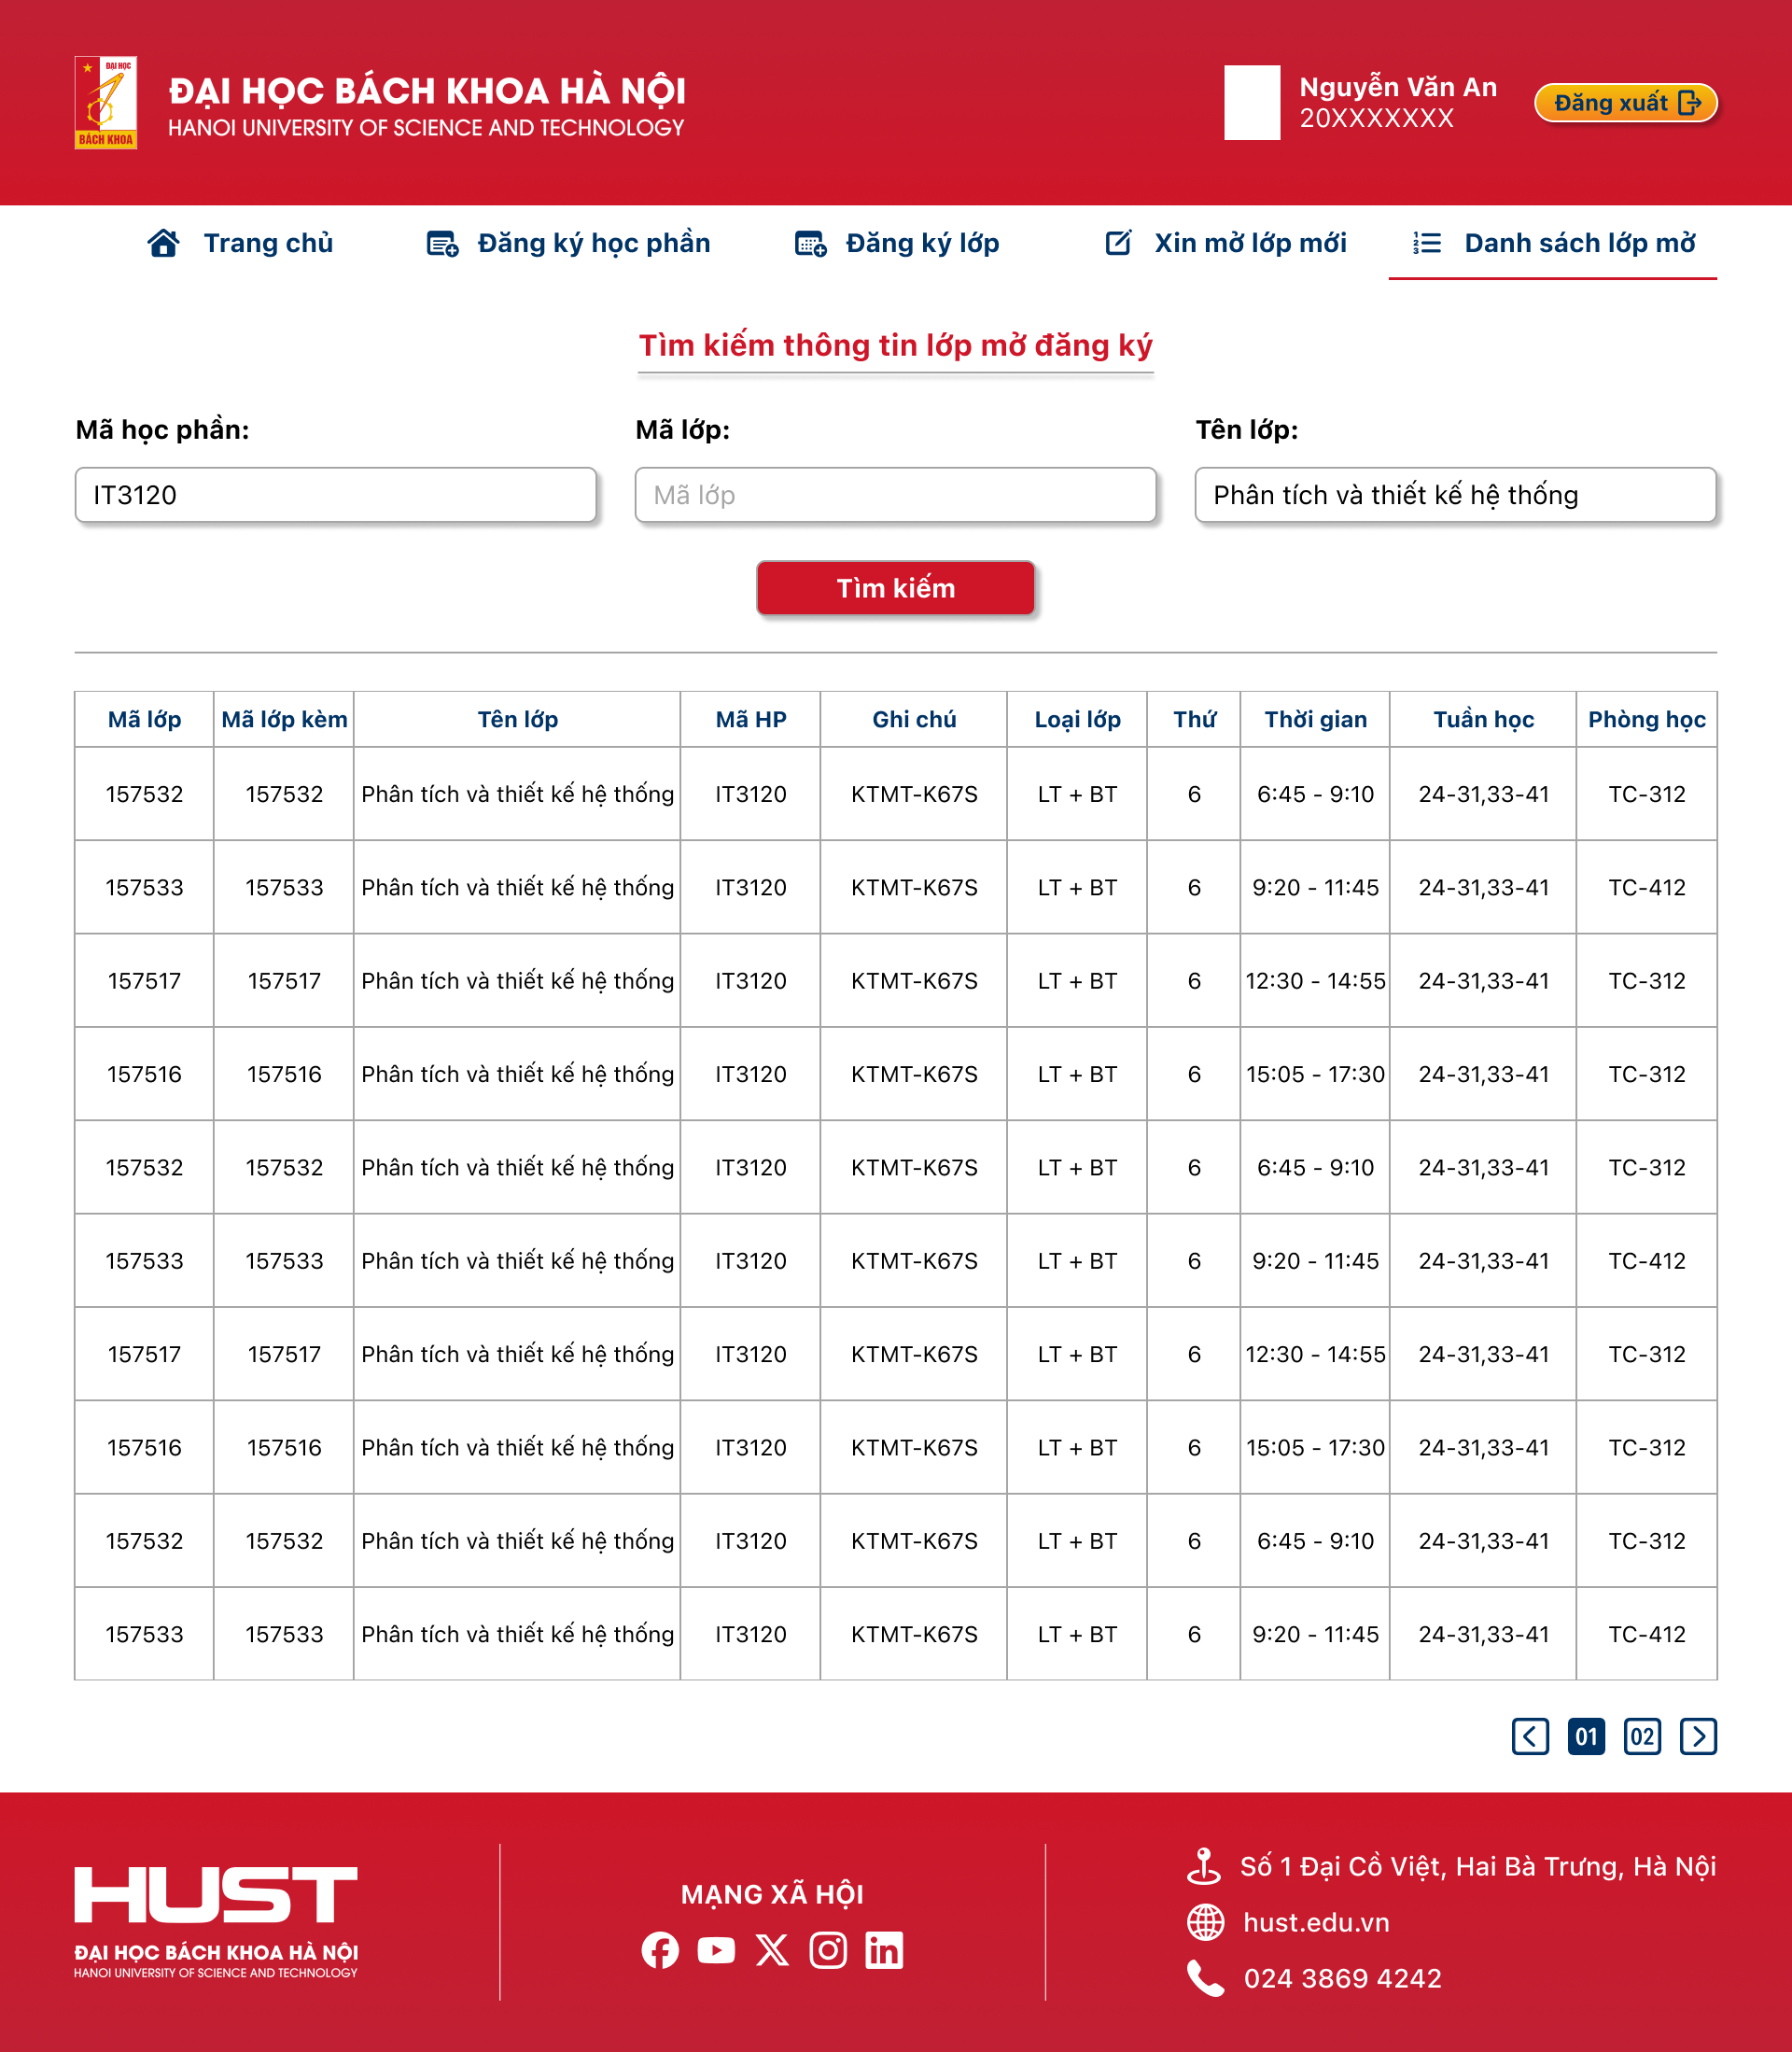 ĐẠI HỌC
BÁCH KHOA
ĐẠI HỌC BÁCH KHOA HÀ NỘI
HANOI UNIVERSITY OF SCIENCE AND TECHNOLOGY
Nguyễn Văn An
20XXXXXXX
Đăng xuất
Trang chủ Đăng ký học phần Đăng ký lớp Xin mở lớp mới Danh sách lớp mở
Tìm kiếm thông tin lớp mở đăng ký
Mã học phần: Mã lớp: Tên lớp:
IT3120 Mã lớp Phân tích và thiết kế hệ thống
Tìm kiếm
Mã lớp Mã lớp kèm Tên lớp Mã HP Ghi chú Loại lớp Thứ Thời gian Tuần học Phòng học
157532 157532 Phân tích và thiết kế hệ thống IT3120 KTMT-K67S LT + BT 6 6:45 - 9:10 24-31,33-41 TC-312
157533 157533 Phân tích và thiết kế hệ thống IT3120 KTMT-K67S LT + BT 6 9:20 - 11:45 24-31,33-41 TC-412
157517 157517 Phân tích và thiết kế hệ thống IT3120 KTMT-K67S LT + BT 6 12:30 - 14:55 24-31,33-41 TC-312
157516 157516 Phân tích và thiết kế hệ thống IT3120 KTMT-K67S LT + BT 6 15:05 - 17:30 24-31,33-41 TC-312
157532 157532 Phân tích và thiết kế hệ thống IT3120 KTMT-K67S LT + BT 6 6:45 - 9:10 24-31,33-41 TC-312
157533 157533 Phân tích và thiết kế hệ thống IT3120 KTMT-K67S LT + BT 6 9:20 - 11:45 24-31,33-41 TC-412
157517 157517 Phân tích và thiết kế hệ thống IT3120 KTMT-K67S LT + BT 6 12:30 - 14:55 24-31,33-41 TC-312
157516 157516 Phân tích và thiết kế hệ thống IT3120 KTMT-K67S LT + BT 6 15:05 - 17:30 24-31,33-41 TC-312
157532 157532 Phân tích và thiết kế hệ thống IT3120 KTMT-K67S LT + BT 6 6:45 - 9:10 24-31,33-41 TC-312
157533 157533 Phân tích và thiết kế hệ thống IT3120 KTMT-K67S LT + BT 6 9:20 - 11:45 24-31,33-41 TC-412
01 02
HUST
ĐẠI HỌC BÁCH KHOA HÀ NỘI
HANOI UNIVERSITY OF SCIENCE AND TECHNOLOGY
MẠNG XÃ HỘI
Số 1 Đại Cồ Việt, Hai Bà Trưng, Hà Nội
hust.edu.vn
024 3869 4242